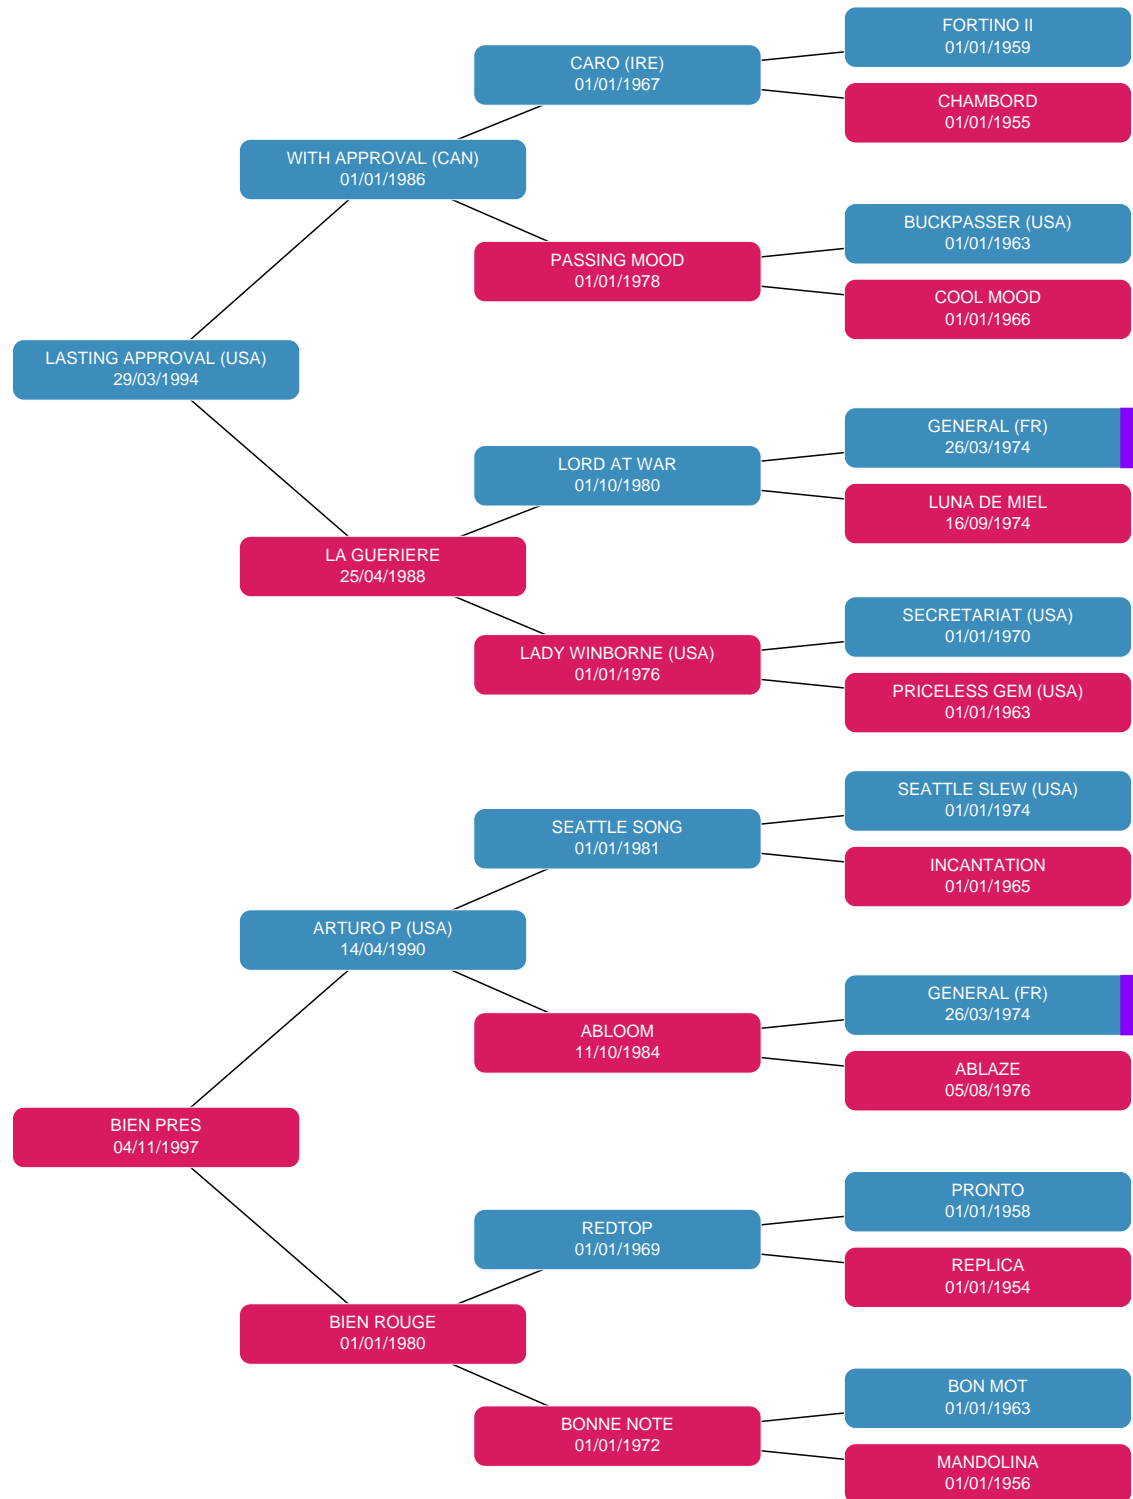 FORTINO II
01/01/1959
CARO (IRE)
01/01/1967
CHAMBORD
01/01/1955
WITH APPROVAL (CAN)
01/01/1986
BUCKPASSER (USA)
01/01/1963
PASSING MOOD
01/01/1978
COOL MOOD
01/01/1966
LASTING APPROVAL (USA)
29/03/1994
GENERAL (FR)
26/03/1974
LORD AT WAR
01/10/1980
LUNA DE MIEL
16/09/1974
LA GUERIERE
25/04/1988
SECRETARIAT (USA)
01/01/1970
LADY WINBORNE (USA)
01/01/1976
PRICELESS GEM (USA)
01/01/1963
SEATTLE SLEW (USA)
01/01/1974
SEATTLE SONG
01/01/1981
INCANTATION
01/01/1965
ARTURO P (USA)
14/04/1990
GENERAL (FR)
26/03/1974
ABLOOM
11/10/1984
ABLAZE
05/08/1976
BIEN PRES
04/11/1997
PRONTO
01/01/1958
REDTOP
01/01/1969
REPLICA
01/01/1954
BIEN ROUGE
01/01/1980
BON MOT
01/01/1963
BONNE NOTE
01/01/1972
MANDOLINA
01/01/1956